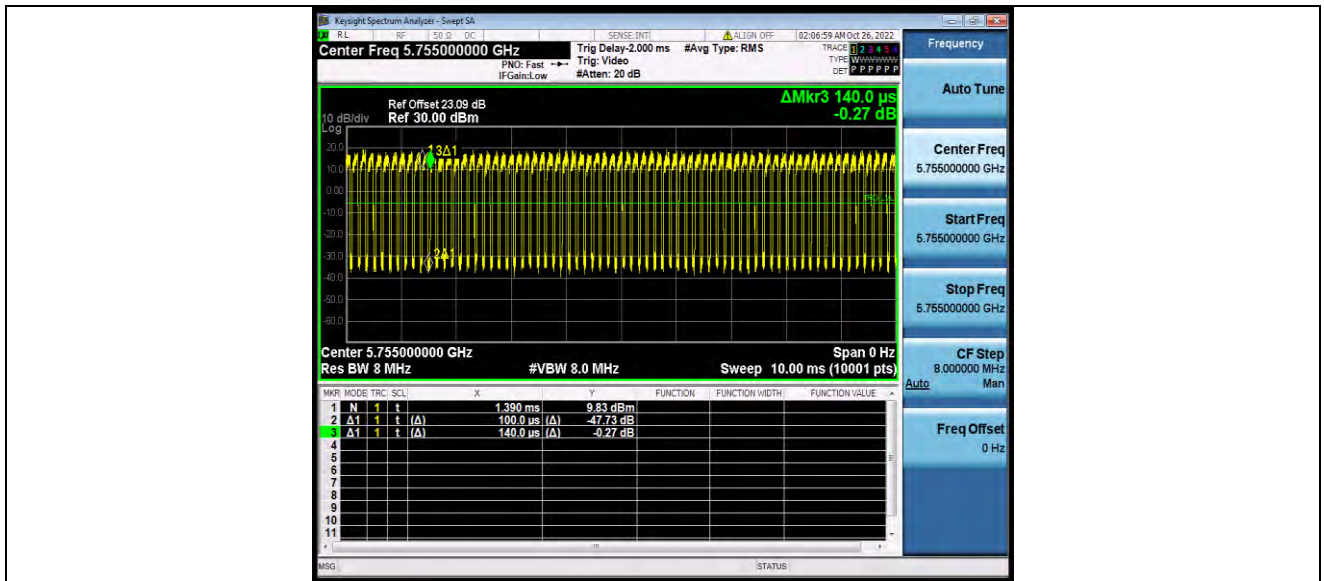 Keysight Spectrum Analyzer - Swept SA
RL RF 50 Ω DC SENSE:INT ALIGN OFF 02:06:59 AM Oct 26, 2022
Center Freq 5.755000000 GHz
PNO: Fast
IFGain:Low
Trig Delay-2.000 ms
Trig: Video
#Atten: 20 dB
#Avg Type: RMS
TRACE 1 2 3 4 5 6
TYPE WWWWWW
DET P P P P P P
Frequency
ΔMkr3 140.0 µs
-0.27 dB
Ref Offset 23.09 dB
10 dB/div Ref 30.00 dBm
Log
20.0
10.0
0.00
-10.0
-20.0
-30.0
-40.0
-50.0
-60.0
1 3Δ1
2Δ1
Center 5.755000000 GHz Span 0 Hz
Res BW 8 MHz #VBW 8.0 MHz Sweep 10.00 ms (10001 pts)
MKR MODE TRC SCL X Y FUNCTION FUNCTION WIDTH FUNCTION VALUE
1 N 1 t 1.390 ms 9.83 dBm
2 Δ1 1 t (Δ) 100.0 µs (Δ) -47.73 dB
3 Δ1 1 t (Δ) 140.0 µs (Δ) -0.27 dB
4
5
6
7
8
9
10
11
MSG STATUS
Auto Tune
Center Freq
5.755000000 GHz
Start Freq
5.755000000 GHz
Stop Freq
5.755000000 GHz
CF Step
8.000000 MHz
Auto Man
Freq Offset
0 Hz